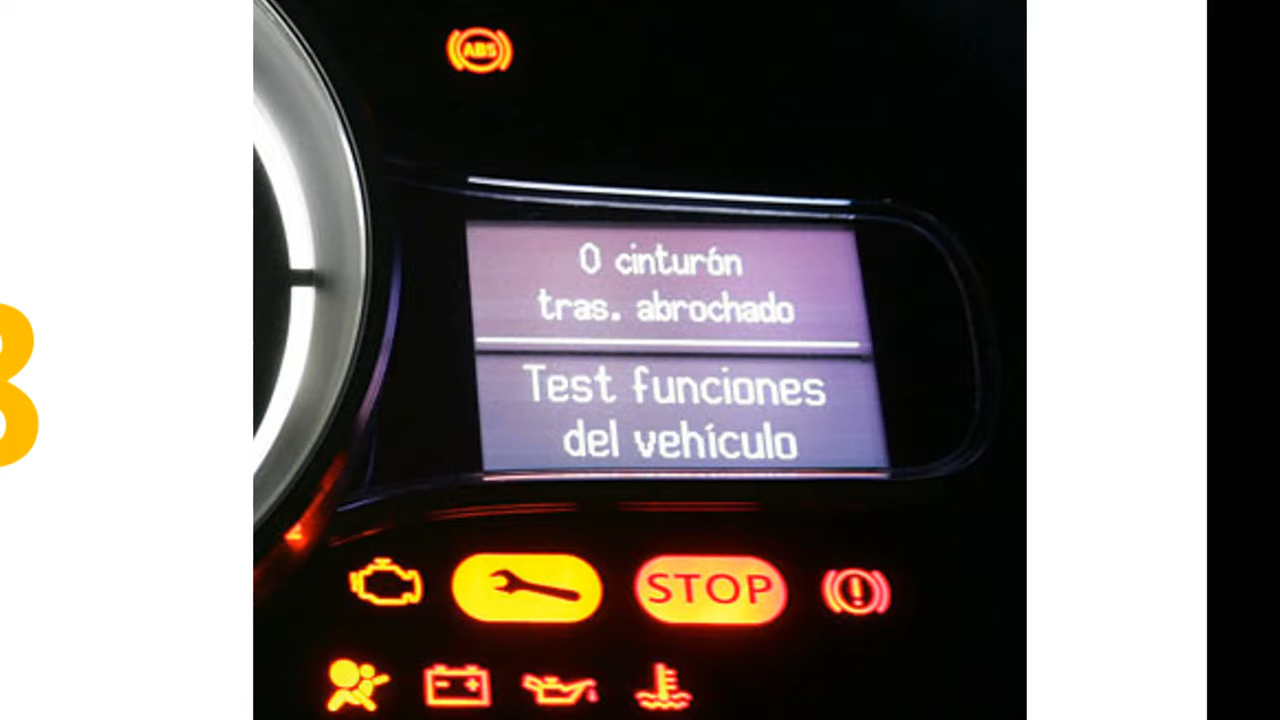 ABS
0 cinturón
tras. abrochado
Test funciones
del vehículo
STOP